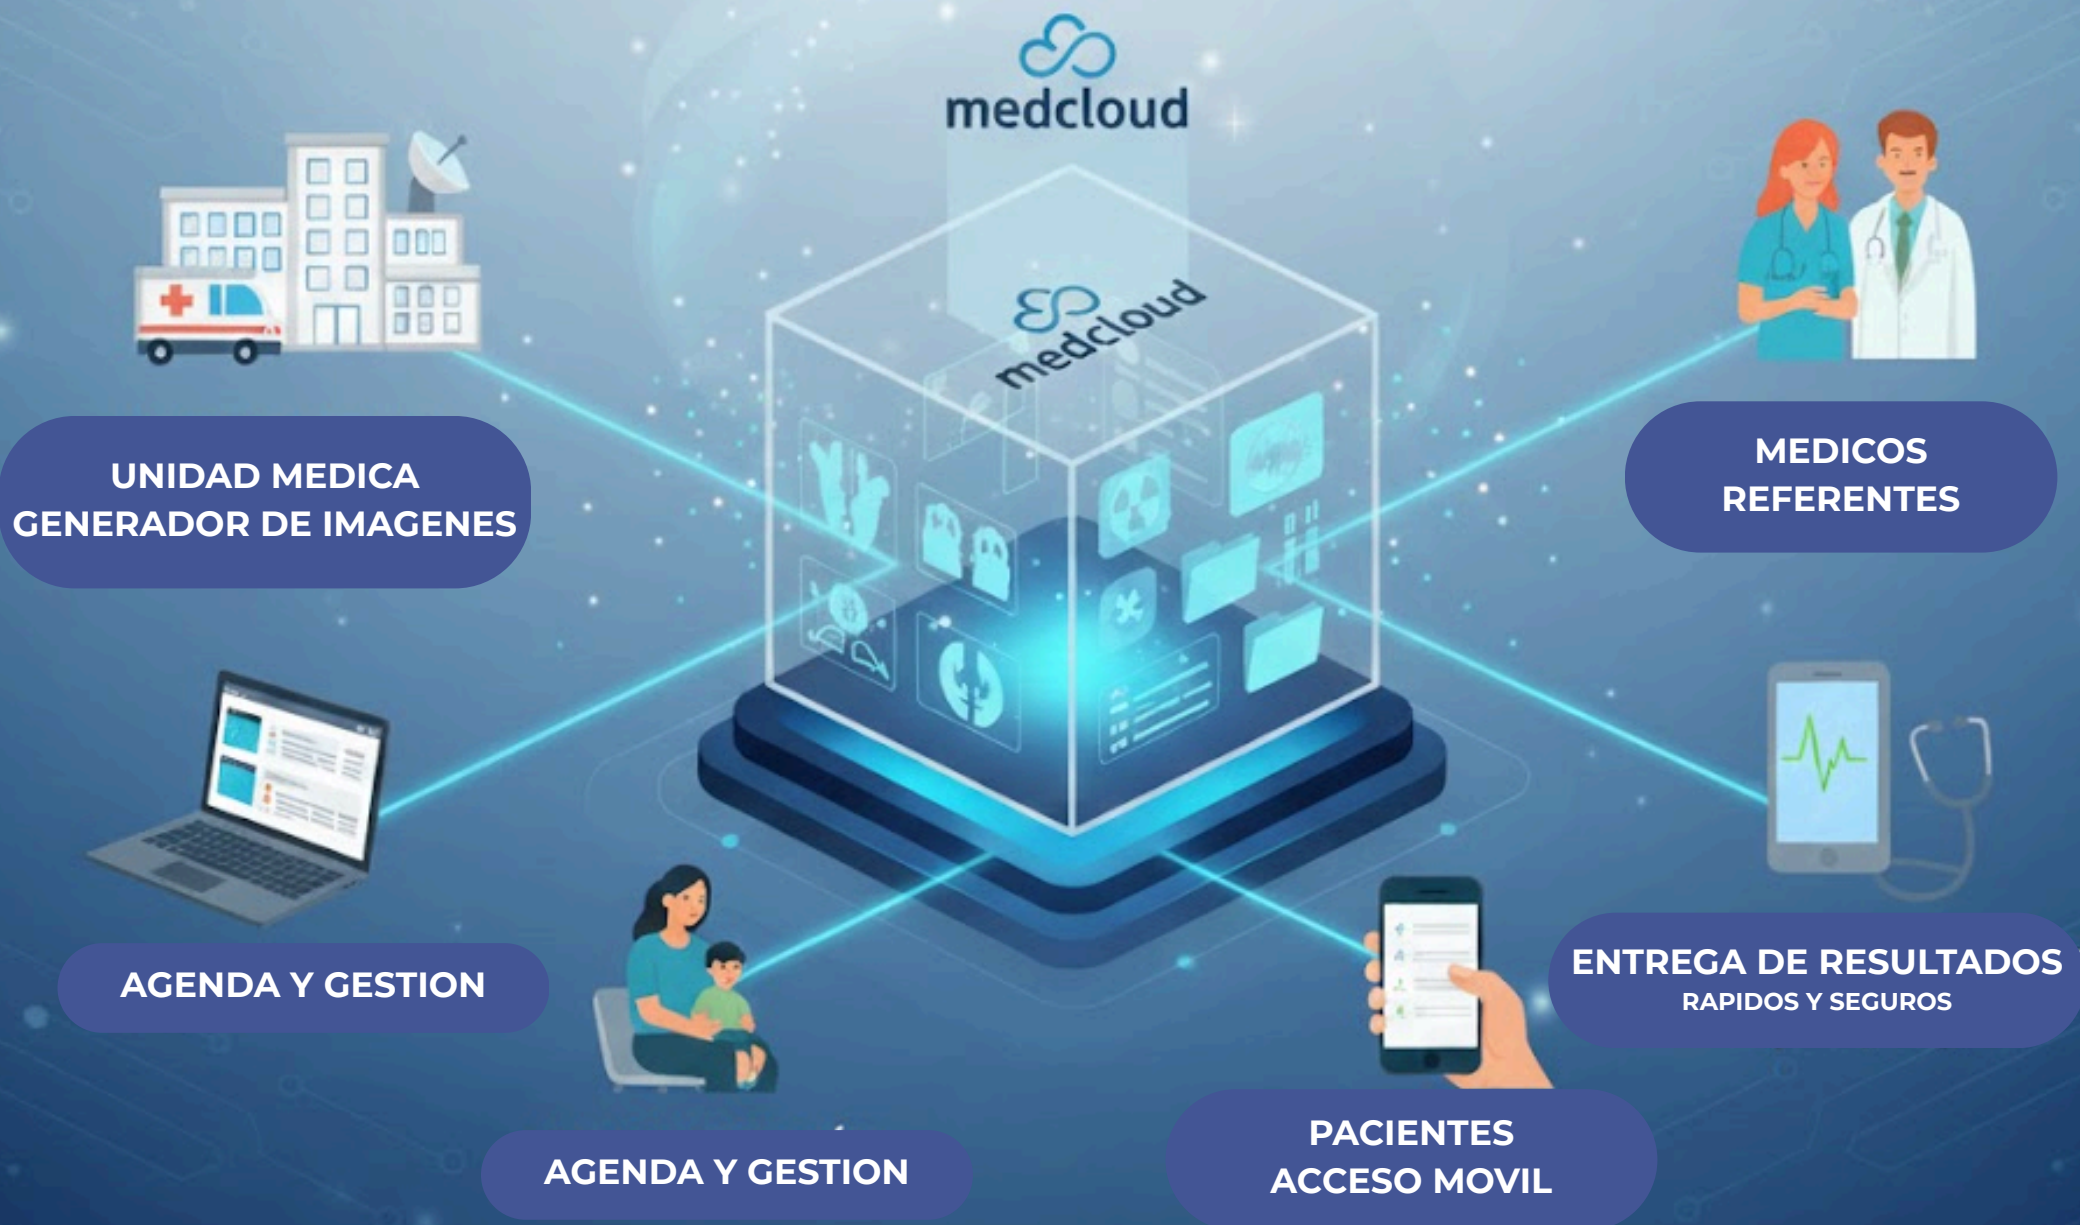 medcloud
medcloud
UNIDAD MEDICA
GENERADOR DE IMAGENES
MEDICOS
REFERENTES
AGENDA Y GESTION
ENTREGA DE RESULTADOS
RAPIDOS Y SEGUROS
AGENDA Y GESTION
PACIENTES
ACCESO MOVIL